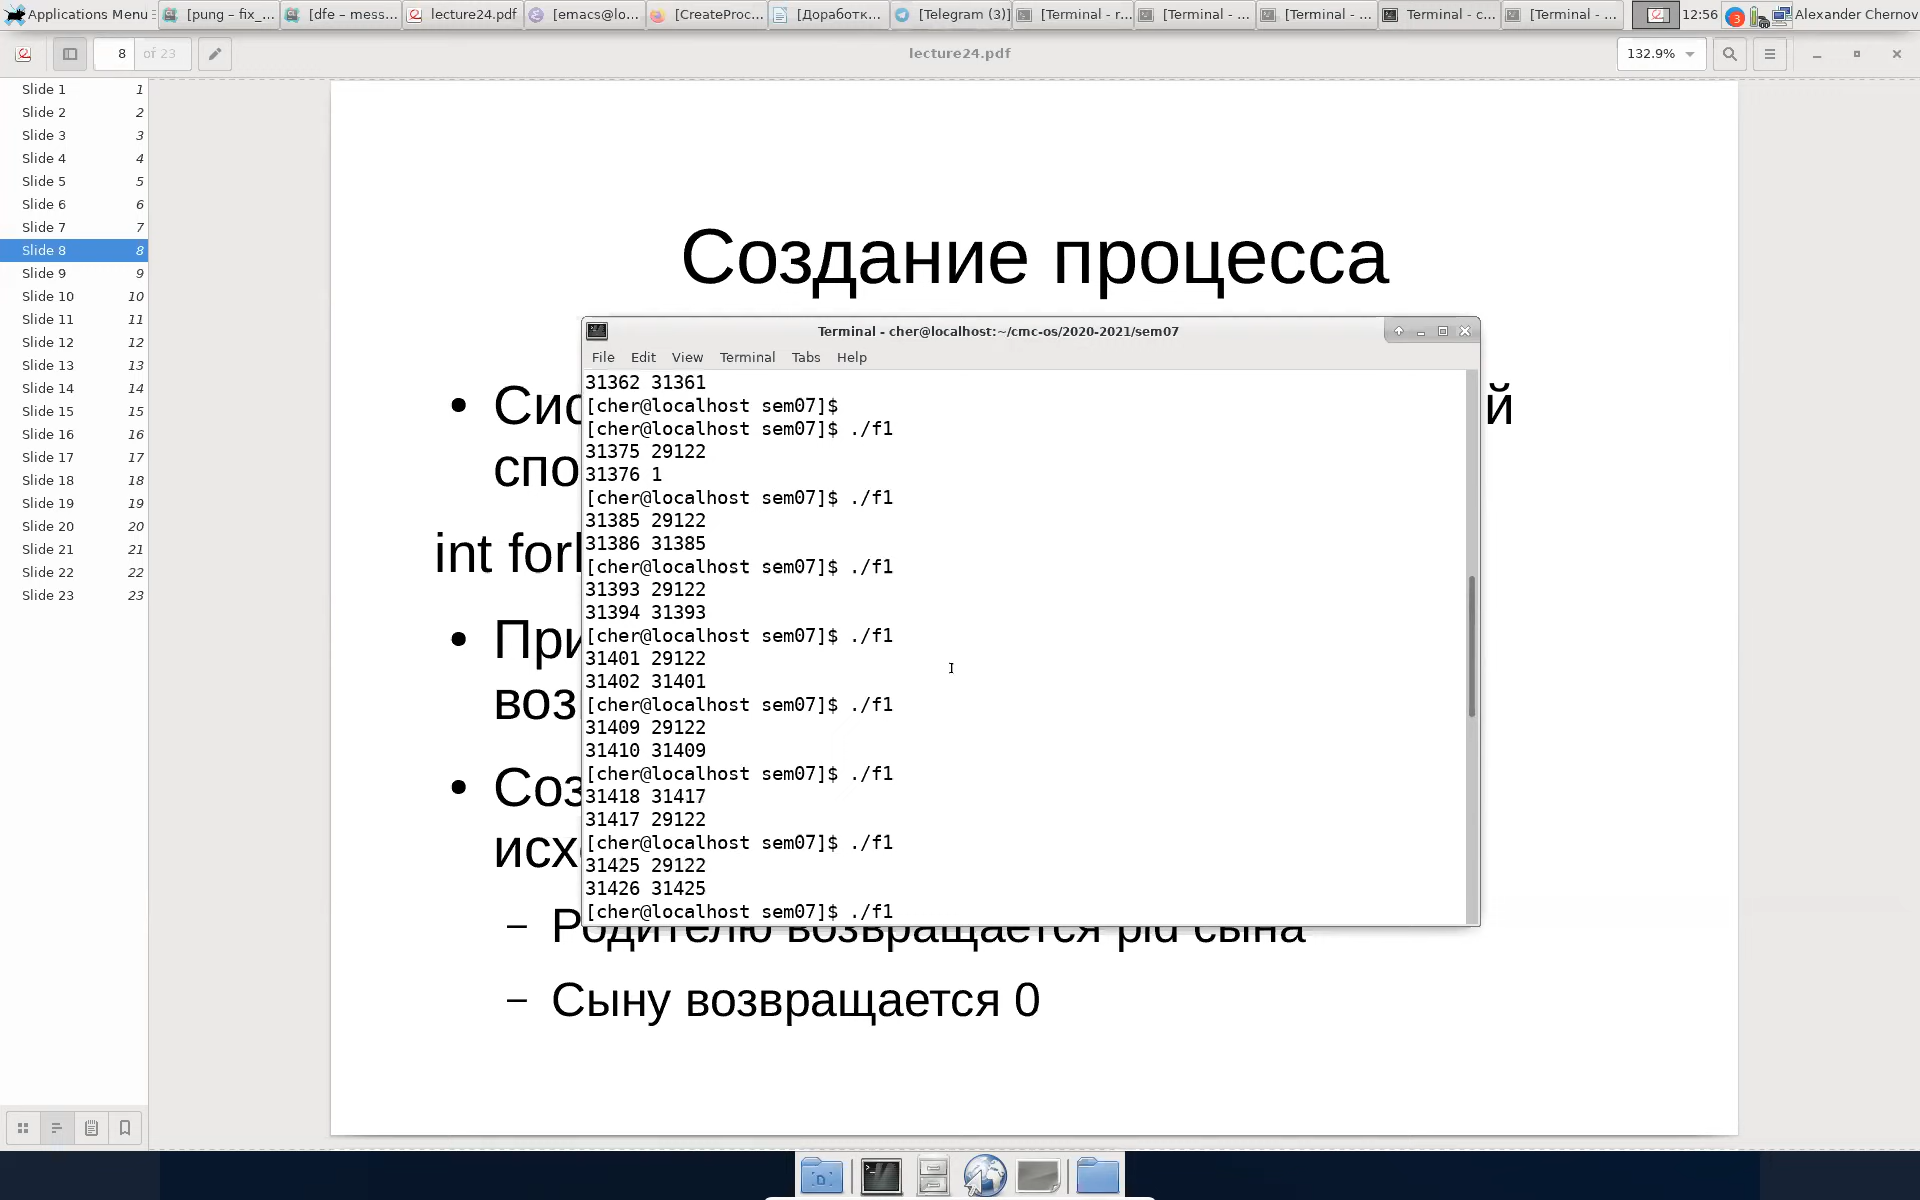 Applications Menu
[pung – fix_...
[dfe – mess...
lecture24.pdf
[emacs@lo...
[CreateProc...
[Доработк...
[Telegram (3)]
[Terminal - r...
[Terminal - ...
[Terminal - ...
Terminal - c...
[Terminal - ...
12:56
3
Alexander Chernov
8 of 23
lecture24.pdf
132.9%
Slide 1 1
Slide 2 2
Slide 3 3
Slide 4 4
Slide 5 5
Slide 6 6
Slide 7 7
Slide 8 8
Slide 9 9
Slide 10 10
Slide 11 11
Slide 12 12
Slide 13 13
Slide 14 14
Slide 15 15
Slide 16 16
Slide 17 17
Slide 18 18
Slide 19 19
Slide 20 20
Slide 21 21
Slide 22 22
Slide 23 23
Создание процесса
Terminal - cher@localhost:~/cmc-os/2020-2021/sem07
File Edit View Terminal Tabs Help
31362 31361
[cher@localhost sem07]$
[cher@localhost sem07]$ ./f1
31375 29122
31376 1
[cher@localhost sem07]$ ./f1
31385 29122
31386 31385
[cher@localhost sem07]$ ./f1
31393 29122
31394 31393
[cher@localhost sem07]$ ./f1
31401 29122
31402 31401
[cher@localhost sem07]$ ./f1
31409 29122
31410 31409
[cher@localhost sem07]$ ./f1
31418 31417
31417 29122
[cher@localhost sem07]$ ./f1
31425 29122
31426 31425
[cher@localhost sem07]$ ./f1
int
– Родителю возвращается pid сына
– Сыну возвращается 0